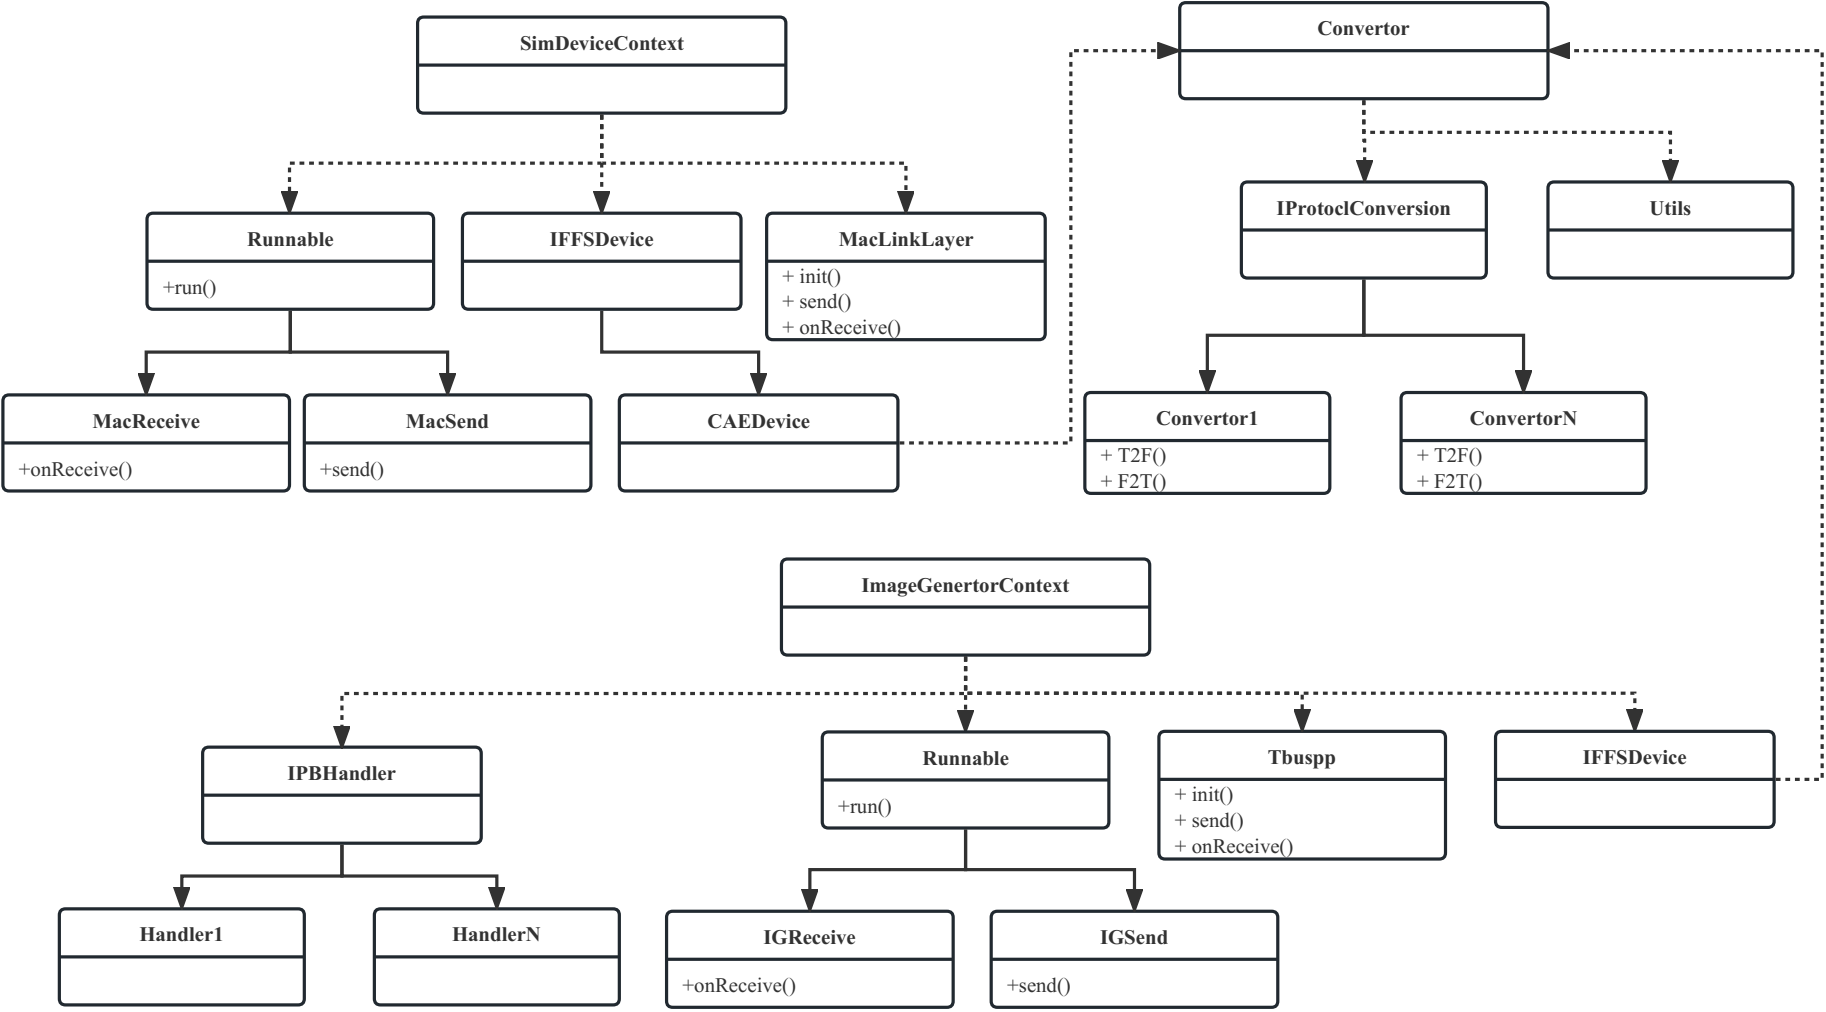 SimDeviceContext
Convertor
Runnable
+run()
IFFSDevice
MacLinkLayer
+ init()
+ send()
+ onReceive()
IProtoclConversion
Utils
MacReceive
+onReceive()
MacSend
+send()
CAEDevice
Convertor1
+ T2F()
+ F2T()
ConvertorN
+ T2F()
+ F2T()
ImageGenertorContext
IPBHandler
Runnable
+run()
Tbuspp
+ init()
+ send()
+ onReceive()
IFFSDevice
Handler1
HandlerN
IGReceive
+onReceive()
IGSend
+send()